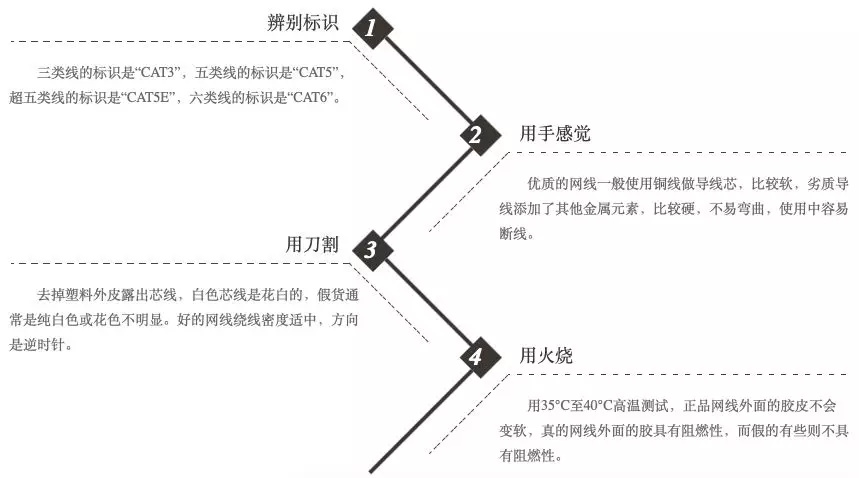 辨别标识
1
三类线的标识是“CAT3”，五类线的标识是“CAT5”，
超五类线的标识是“CAT5E”，六类线的标识是“CAT6”。
2
用手感觉
优质的网线一般使用铜线做导线芯，比较软，劣质导
线添加了其他金属元素，比较硬，不易弯曲，使用中容易
断线。
用刀割
3
去掉塑料外皮露出芯线，白色芯线是花白的，假货通
常是纯白色或花色不明显。好的网线绕线密度适中，方向
是逆时针。
4
用火烧
用35°C至40°C高温测试，正品网线外面的胶皮不会
变软，真的网线外面的胶具有阻燃性，而假的有些则不具
有阻燃性。